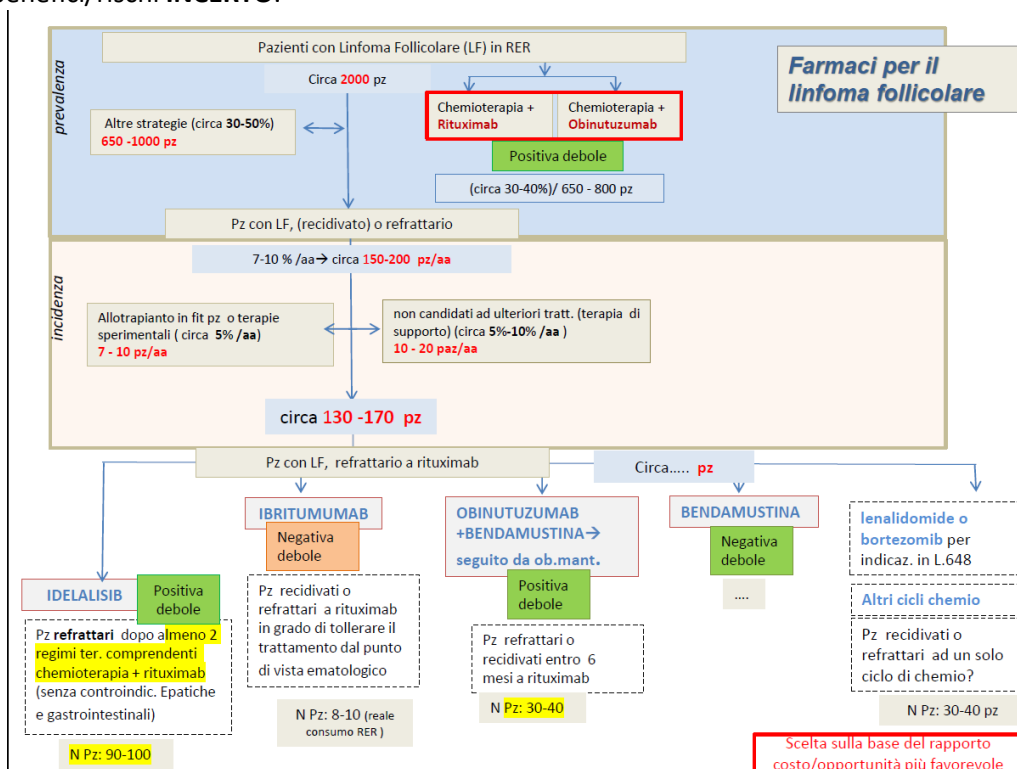 benefici/rischi INCERTO.
Pazienti con Linfoma Follicolare (LF) in RER
Farmaci per il
linfoma follicolare
prevalenza
Circa 2000 pz
Altre strategie (circa 30-50%)
650 -1000 pz
Chemioterapia +
Rituximab
Chemioterapia +
Obinutuzumab
Positiva debole
(circa 30-40%)/ 650 - 800 pz
Pz con LF, (recidivato) o refrattario
incidenza
7-10 % /aa→ circa 150-200 pz/aa
Allotrapianto in fit pz o terapie
sperimentali ( circa 5% /aa)
7 - 10 pz/aa
non candidati ad ulteriori tratt. (terapia di
supporto) (circa 5%-10% /aa )
10 - 20 paz/aa
circa 130 -170 pz
Pz con LF, refrattario a rituximab
Circa..... pz
IDELALISIB
Positiva
debole
Pz refrattari dopo almeno 2
regimi ter. comprendenti
chemioterapia + rituximab
(senza controindic. Epatiche
e gastrointestinali)
N Pz: 90-100
IBRITUMUMAB
Negativa
debole
Pz recidivati o
refrattari a rituximab
in grado di tollerare il
trattamento dal punto
di vista ematologico
N Pz: 8-10 (reale
consumo RER )
OBINUTUZUMAB
+BENDAMUSTINA→
seguito da ob.mant.
Positiva
debole
Pz refrattari o
recidivati entro 6
mesi a rituximab
N Pz: 30-40
BENDAMUSTINA
Negativa
debole
....
lenalidomide o
bortezomib per
indicaz. in L.648
Altri cicli chemio
Pz recidivati o
refrattari ad un solo
ciclo di chemio?
N Pz: 30-40 pz
Scelta sulla base del rapporto
costo/opportunità più favorevole